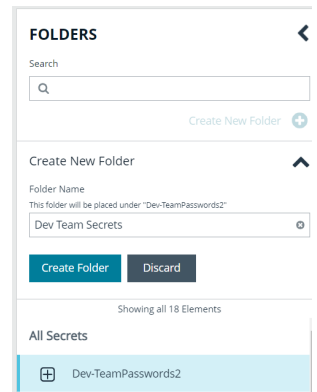 FOLDERS
Search
Create New Folder
Create New Folder
Folder Name
This folder will be placed under "Dev-TeamPasswords2"
Dev Team Secrets
Create Folder Discard
Showing all 18 Elements
All Secrets
Dev-TeamPasswords2